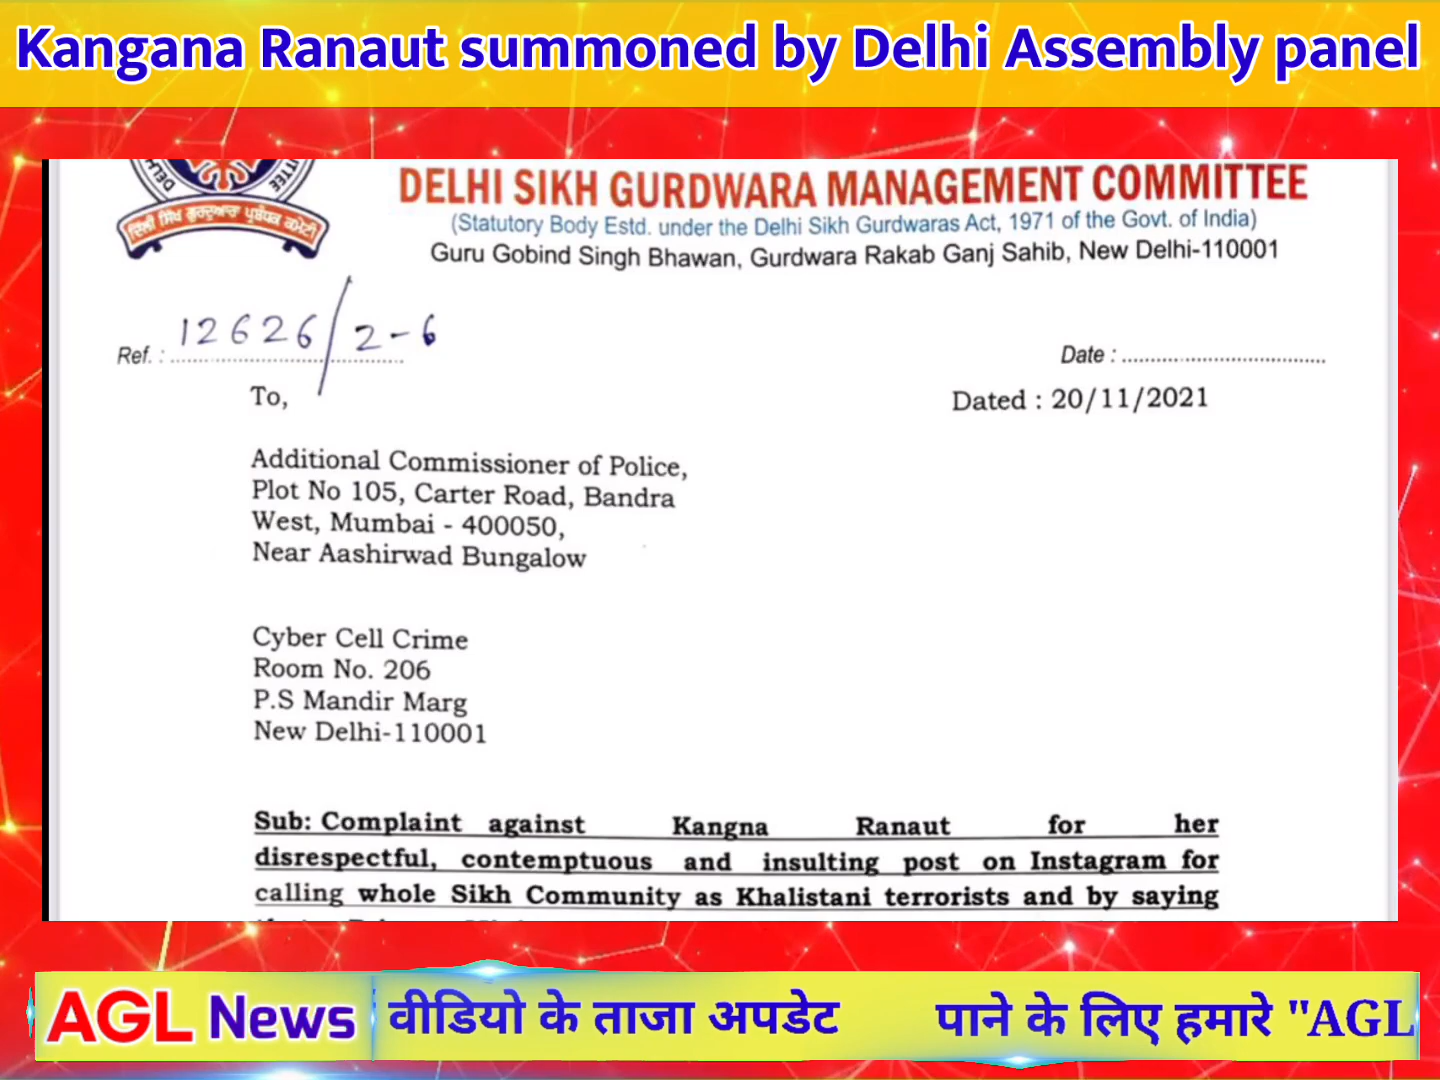 Kangana Ranaut summoned by Delhi Assembly panel
ਦਿੱਲੀ ਸਿੱਖ ਗੁਰਦੁਆਰਾ ਪ੍ਰਬੰਧਕ ਕਮੇਟੀ
DELHI SIKH GURDWARA MANAGEMENT COMMITTEE
(Statutory Body Estd. under the Delhi Sikh Gurdwaras Act, 1971 of the Govt. of India)
Guru Gobind Singh Bhawan, Gurdwara Rakab Ganj Sahib, New Delhi-110001
Ref. : 12626/2-6
Date :
To,
Dated : 20/11/2021
Additional Commissioner of Police,
Plot No 105, Carter Road, Bandra
West, Mumbai - 400050,
Near Aashirwad Bungalow
Cyber Cell Crime
Room No. 206
P.S Mandir Marg
New Delhi-110001
Sub: Complaint against Kangna Ranaut for her
disrespectful, contemptuous and insulting post on Instagram for
calling whole Sikh Community as Khalistani terrorists and by saying
AGL News वीडियो के ताजा अपडेट पाने के लिए हमारे "AGL